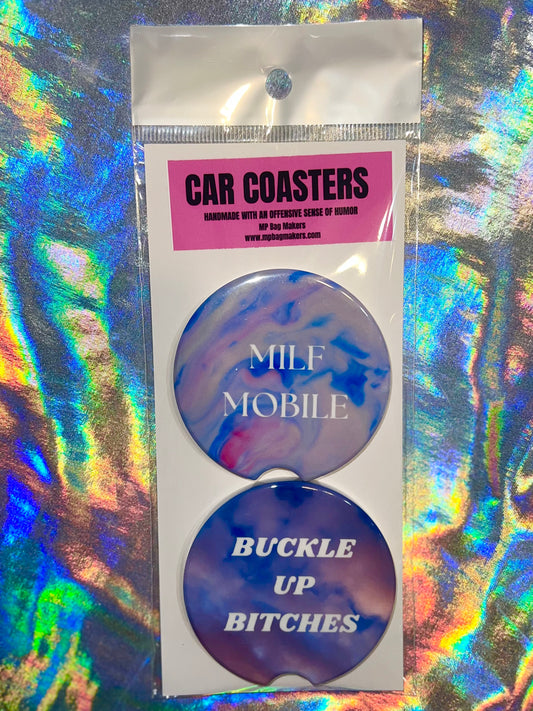 CAR COASTERS
HANDMADE WITH AN OFFENSIVE SENSE OF HUMOR
MP Bag Makers
www.mpbagmakers.com
MILF
MOBILE
BUCKLE
UP
BITCHES